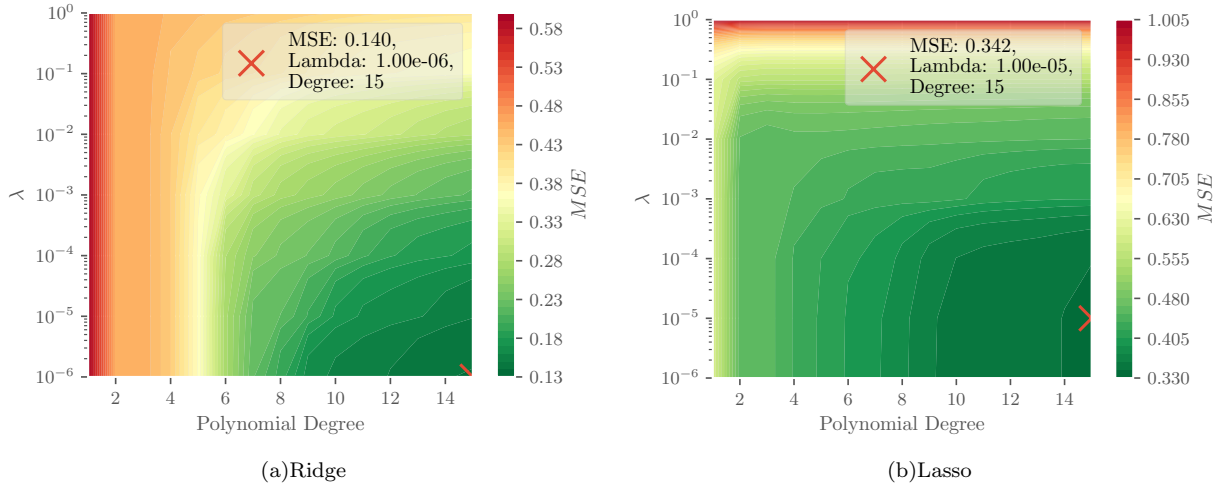 MSE: 0.140,
Lambda: 1.00e-06,
Degree: 15
10⁰
10⁻¹
10⁻²
10⁻³
10⁻⁴
10⁻⁵
10⁻⁶
λ
2 4 6 8 10 12 14
Polynomial Degree
0.58
0.53
0.48
0.43
0.38
0.33
0.28
0.23
0.18
0.13
MSE
(a)Ridge
MSE: 0.342,
Lambda: 1.00e-05,
Degree: 15
10⁰
10⁻¹
10⁻²
10⁻³
10⁻⁴
10⁻⁵
10⁻⁶
λ
2 4 6 8 10 12 14
Polynomial Degree
1.005
0.930
0.855
0.780
0.705
0.630
0.555
0.480
0.405
0.330
MSE
(b)Lasso